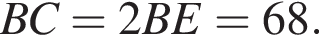 BC = 2BE = 68.